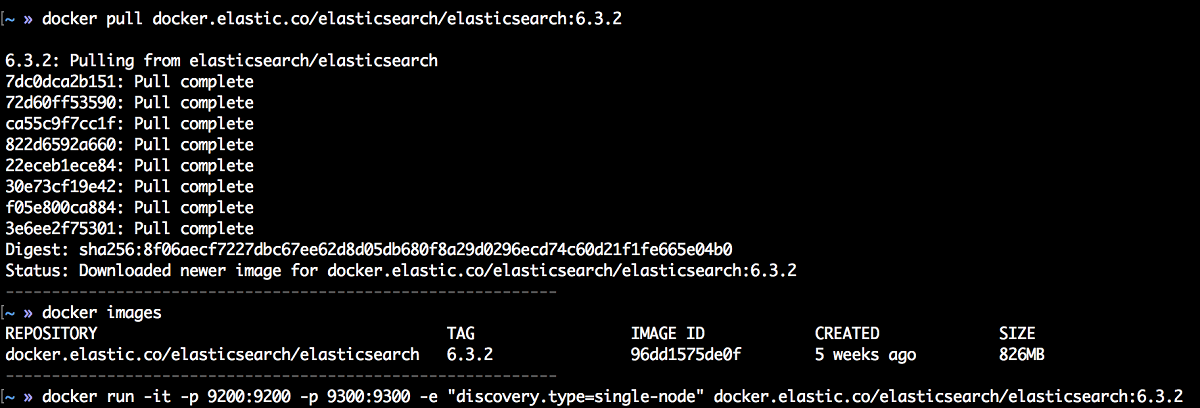 [~ » docker pull docker.elastic.co/elasticsearch/elasticsearch:6.3.2
6.3.2: Pulling from elasticsearch/elasticsearch
7dc0dca2b151: Pull complete
72d60ff53590: Pull complete
ca55c9f7cc1f: Pull complete
822d6592a660: Pull complete
22eceb1ece84: Pull complete
30e73cf19e42: Pull complete
f05e800ca884: Pull complete
3e6ee2f75301: Pull complete
Digest: sha256:8f06aecf7227dbc67ee62d8d05db680f8a29d0296ecd74c60d21f1fe665e04b0
Status: Downloaded newer image for docker.elastic.co/elasticsearch/elasticsearch:6.3.2
------------------------------------------------------------
[~ » docker images
REPOSITORY TAG IMAGE ID CREATED SIZE
docker.elastic.co/elasticsearch/elasticsearch 6.3.2 96dd1575de0f 5 weeks ago 826MB
------------------------------------------------------------
[~ » docker run -it -p 9200:9200 -p 9300:9300 -e "discovery.type=single-node" docker.elastic.co/elasticsearch/elasticsearch:6.3.2